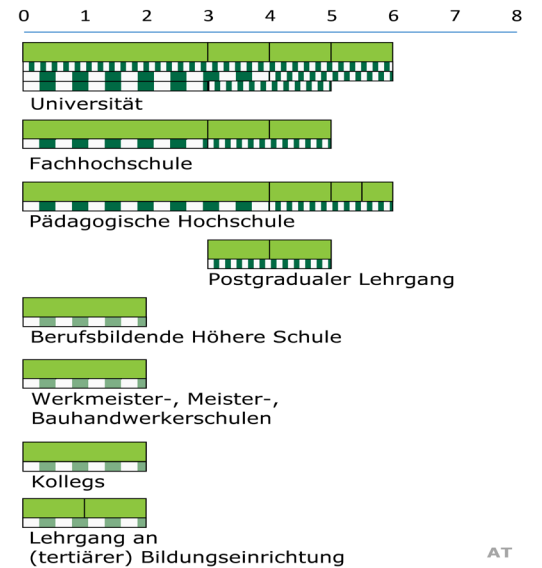 0 1 2 3 4 5 6 7 8
Universität
Fachhochschule
Pädagogische Hochschule
Postgradualer Lehrgang
Berufsbildende Höhere Schule
Werkmeister-, Meister-,
Bauhandwerkerschulen
Kollegs
Lehrgang an
(tertiärer) Bildungseinrichtung
AT